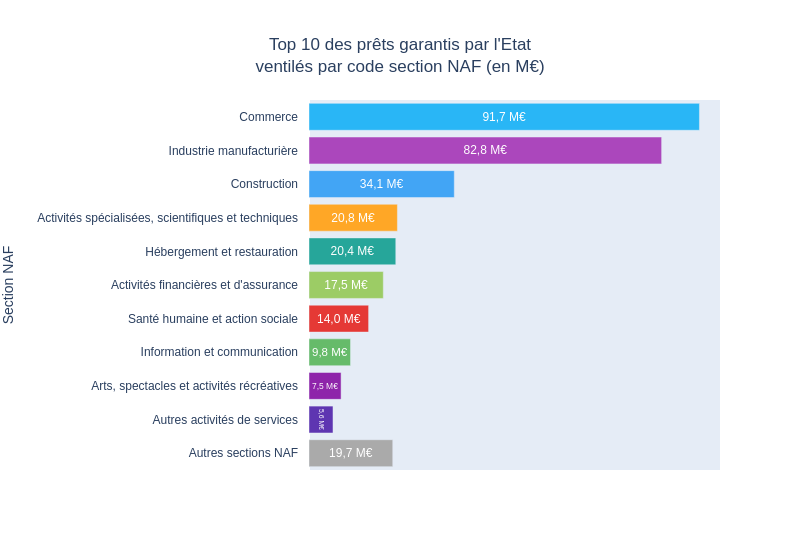 Top 10 des prêts garantis par l'Etat
ventilés par code section NAF (en M€)
Section NAF
Commerce 91,7 M€
Industrie manufacturière 82,8 M€
Construction 34,1 M€
Activités spécialisées, scientifiques et techniques 20,8 M€
Hébergement et restauration 20,4 M€
Activités financières et d'assurance 17,5 M€
Santé humaine et action sociale 14,0 M€
Information et communication 9,8 M€
Arts, spectacles et activités récréatives 7,5 M€
Autres activités de services 5,6 M€
Autres sections NAF 19,7 M€